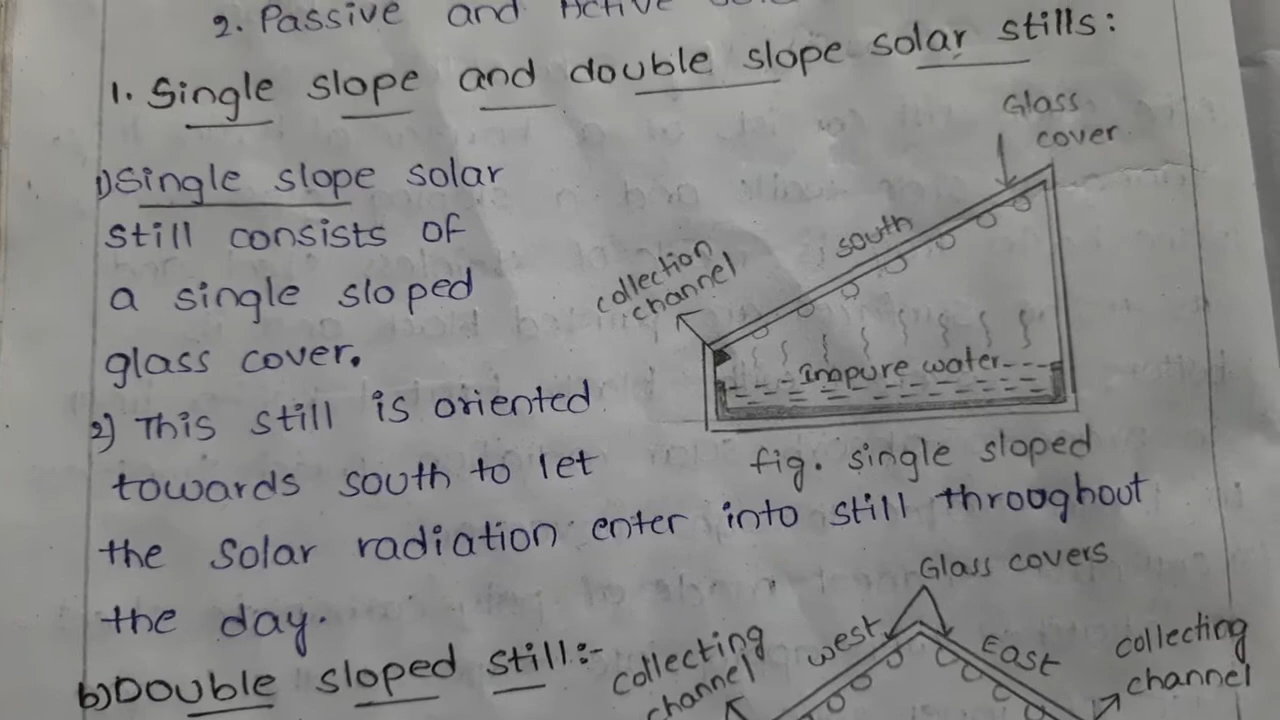 2. Passive and Active
1. Single slope and double slope solar stills:
Glass
cover
1) Single slope solar
still consists of
a single sloped
glass cover.
south
collection
channel
Inopure water
2) This still is oriented
towards south to let
fig. single sloped
the solar radiation enter into still throoghout
the day.
Glass covers
b) Double sloped still:-
collecting
channel
west
East
collecting
channel